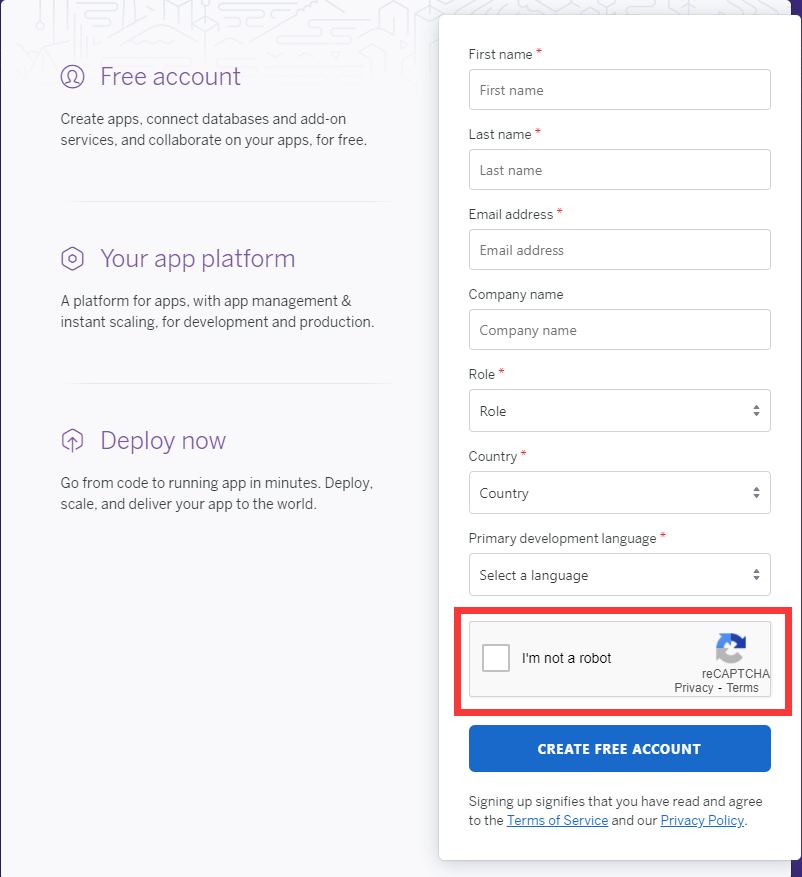 Free account
Create apps, connect databases and add-on
services, and collaborate on your apps, for free.
Your app platform
A platform for apps, with app management &
instant scaling, for development and production.
Deploy now
Go from code to running app in minutes. Deploy,
scale, and deliver your app to the world.
First name *
First name
Last name *
Last name
Email address *
Email address
Company name
Company name
Role *
Role
Country *
Country
Primary development language *
Select a language
I'm not a robot
reCAPTCHA
Privacy - Terms
CREATE FREE ACCOUNT
Signing up signifies that you have read and agree
to the Terms of Service and our Privacy Policy.